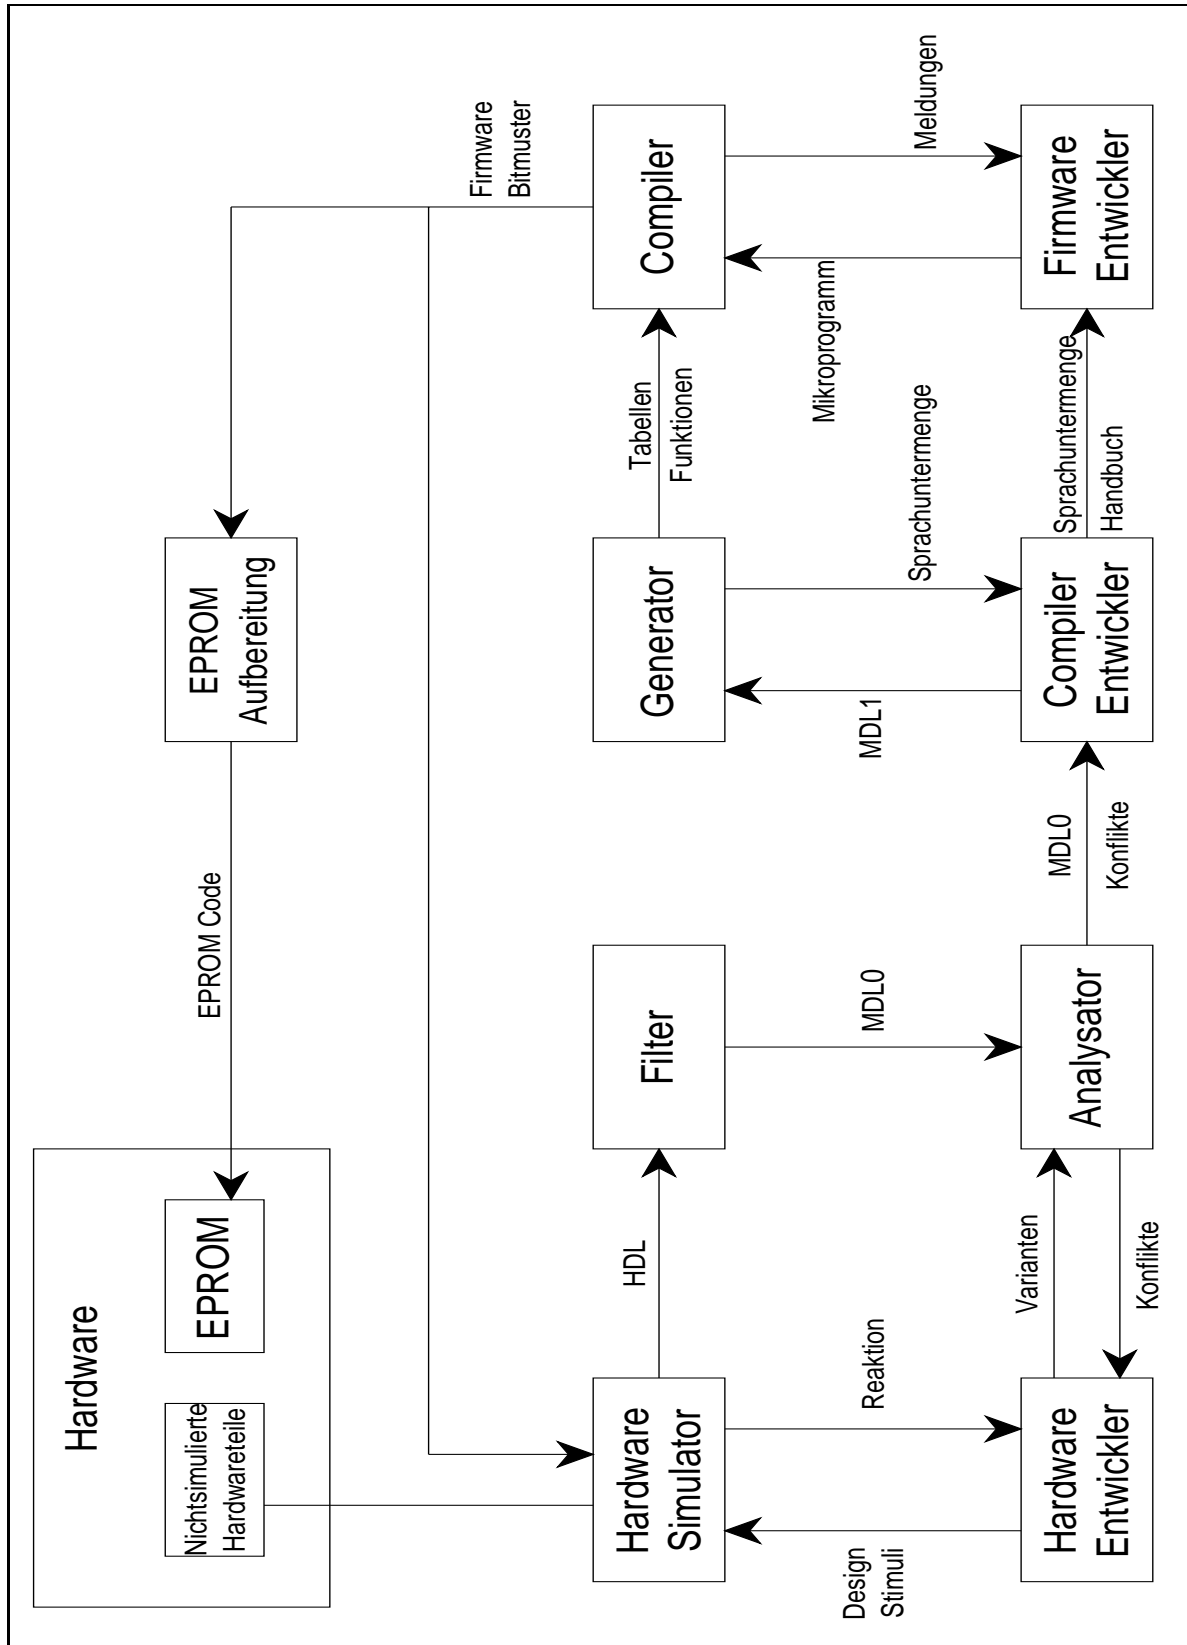 Hardware
Nichtsimulierte
Hardwareteile
EPROM
EPROM Code
EPROM
Aufbereitung
Firmware
Bitmuster
Hardware
Simulator
HDL
Filter
Generator
Tabellen
Funktionen
Compiler
Design
Stimuli
Reaktion
MDL0
MDL1
Sprachuntermenge
Mikroprogramm
Meldungen
Hardware
Entwickler
Varianten
Konflikte
Analysator
MDL0
Konflikte
Compiler
Entwickler
Sprachuntermenge
Handbuch
Firmware
Entwickler